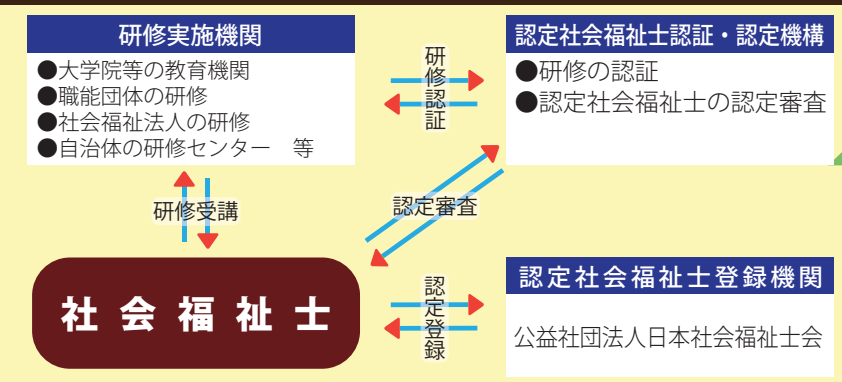 研修実施機関
●大学院等の教育機関
●職能団体の研修
●社会福祉法人の研修
●自治体の研修センター　等
研修認証
認定社会福祉士認証・認定機構
●研修の認証
●認定社会福祉士の認定審査
研修受講
認定審査
社会福祉士
認定登録
認定社会福祉士登録機関
公益社団法人日本社会福祉士会